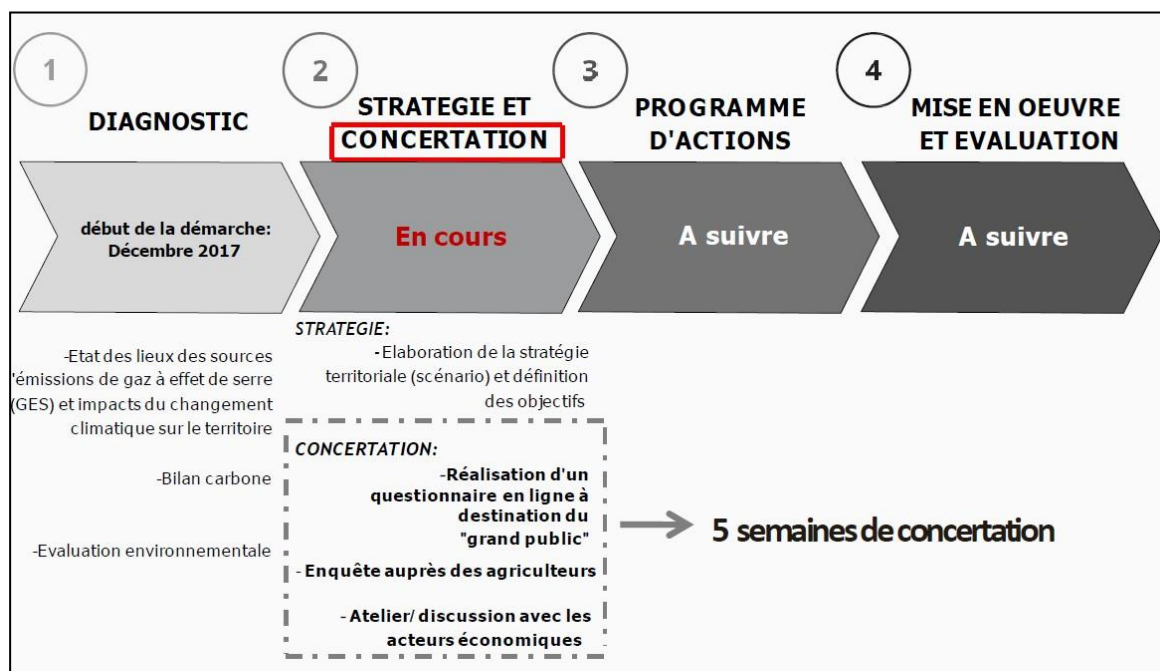 1
DIAGNOSTIC
début de la démarche:
Décembre 2017
-Etat des lieux des sources
'émissions de gaz à effet de serre
(GES) et impacts du changement
climatique sur le territoire
-Bilan carbone
-Evaluation environnementale
2
STRATEGIE ET
CONCERTATION
En cours
STRATEGIE:
-Elaboration de la stratégie
territoriale (scénario) et définition
des objectifs
CONCERTATION:
-Réalisation d'un
questionnaire en ligne à
destination du
"grand public"
- Enquête auprès des agriculteurs
- Atelier/ discussion avec les
acteurs économiques
5 semaines de concertation
3
PROGRAMME
D'ACTIONS
A suivre
4
MISE EN OEUVRE
ET EVALUATION
A suivre